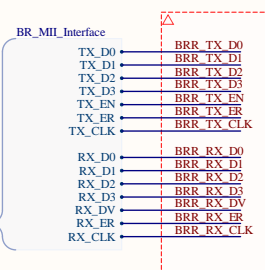 BR_MII_Interface
TX_D0 BRR_TX_D0
TX_D1 BRR_TX_D1
TX_D2 BRR_TX_D2
TX_D3 BRR_TX_D3
TX_EN BRR_TX_EN
TX_ER BRR_TX_ER
TX_CLK BRR_TX_CLK
RX_D0 BRR_RX_D0
RX_D1 BRR_RX_D1
RX_D2 BRR_RX_D2
RX_D3 BRR_RX_D3
RX_DV BRR_RX_DV
RX_ER BRR_RX_ER
RX_CLK BRR_RX_CLK